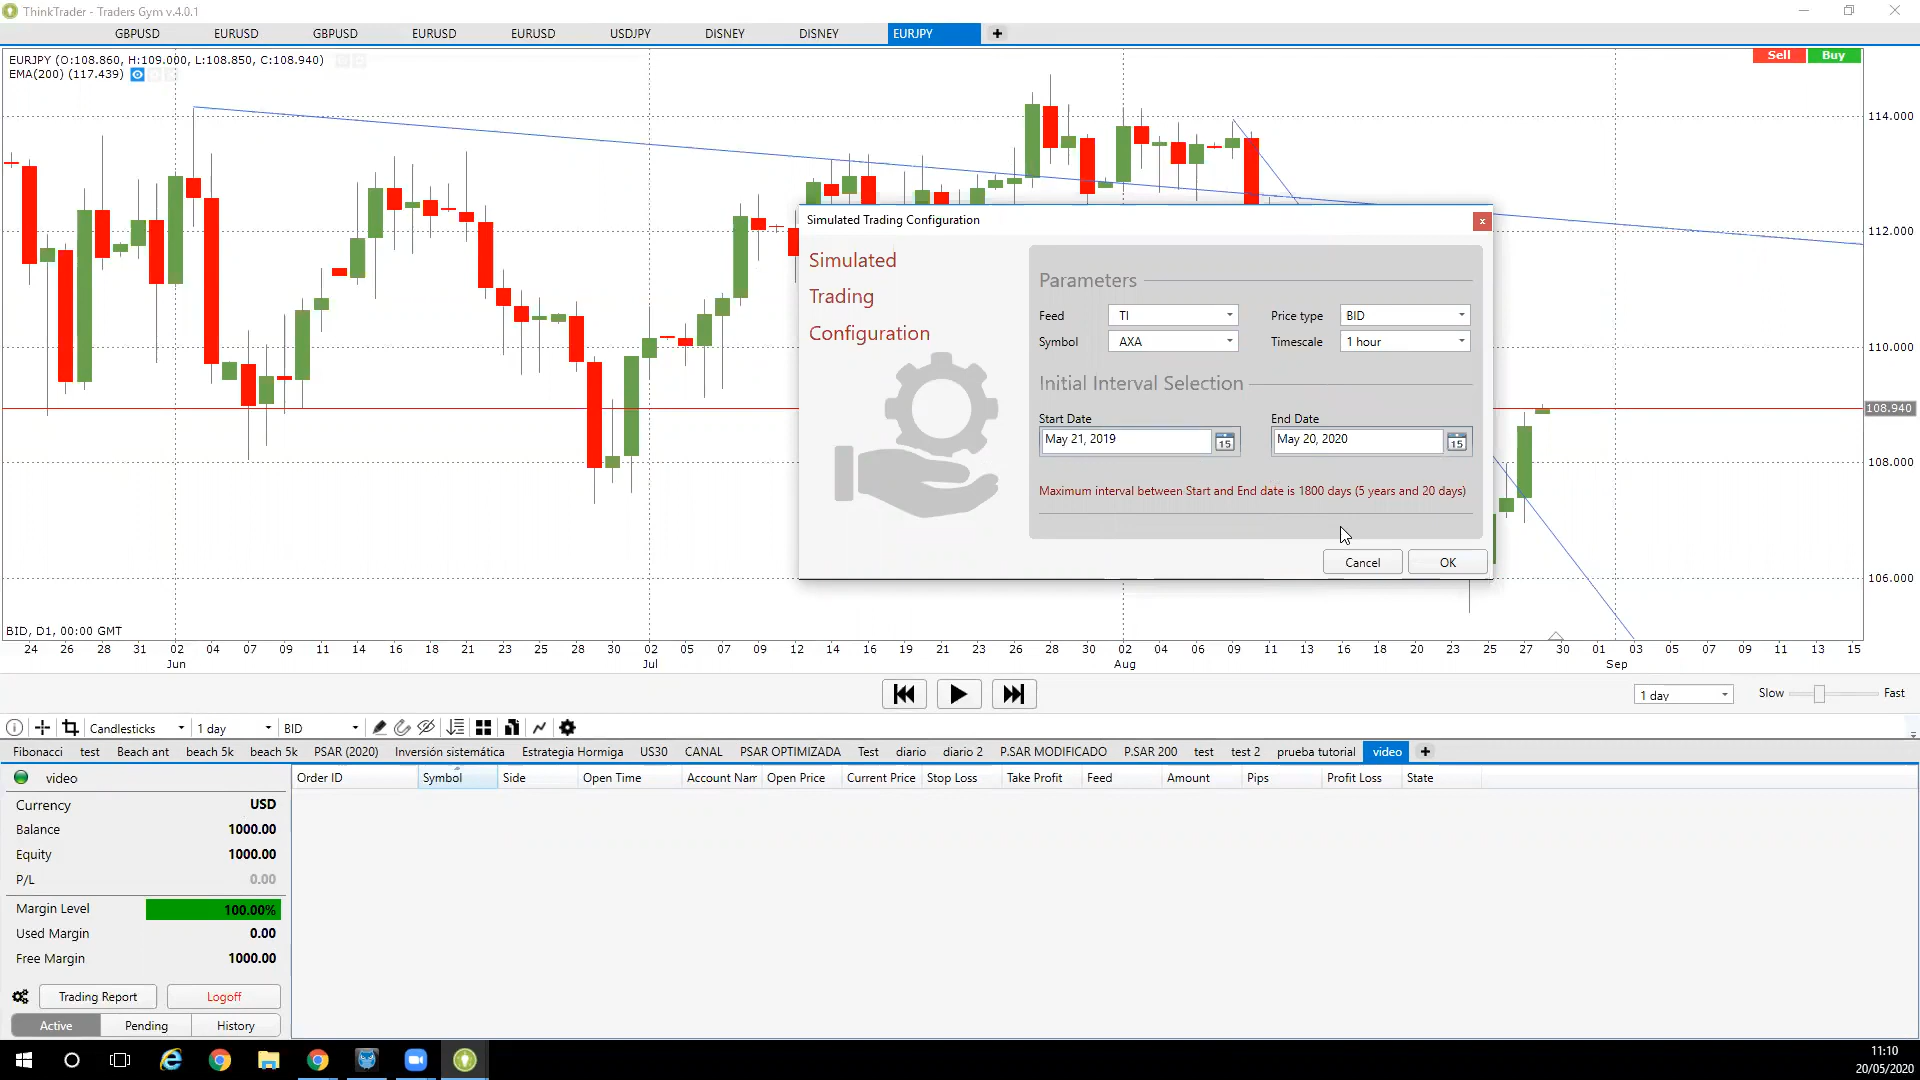 ThinkTrader - Traders Gym v.4.0.1
GBPUSD EURUSD GBPUSD EURUSD EURUSD USDJPY DISNEY DISNEY EURJPY
EURJPY (O:108.860, H:109.000, L:108.850, C:108.940)
EMA(200) (117.439)
Sell Buy
114.000
112.000
110.000
108.940
108.000
106.000
Simulated Trading Configuration
Simulated
Trading
Configuration
Parameters
Feed TI Price type BID
Symbol AXA Timescale 1 hour
Initial Interval Selection
Start Date End Date
May 21, 2019 15 May 20, 2020 15
Maximum interval between Start and End date is 1800 days (5 years and 20 days)
Cancel OK
BID, D1, 00:00 GMT
24 26 28 30 02 04 07 09 11 14 16 18 21 23 25 28 30 02 05 07 09 12 14 16 19 21 23 26 28 30 02 04 06 09 11 13 16 18 20 23 25 27 30 01 03 05 07 09 11 13 15
Jun Jul Aug Sep
1 day Slow Fast
Candlesticks 1 day BID
Fibonacci test Beach ant beach 5k beach 5k PSAR (2020) Inversión sistemática Estrategia Hormiga US30 CANAL PSAR OPTIMIZADA Test diario diario 2 P.SAR MODIFICADO P.SAR 200 test test 2 prueba tutorial video
video
Order ID Symbol Side Open Time Account Nam Open Price Current Price Stop Loss Take Profit Feed Amount Pips Profit Loss State
Currency USD
Balance 1000.00
Equity 1000.00
P/L 0.00
Margin Level 100.00%
Used Margin 0.00
Free Margin 1000.00
Trading Report Logoff
Active Pending History
11:10
20/05/2020